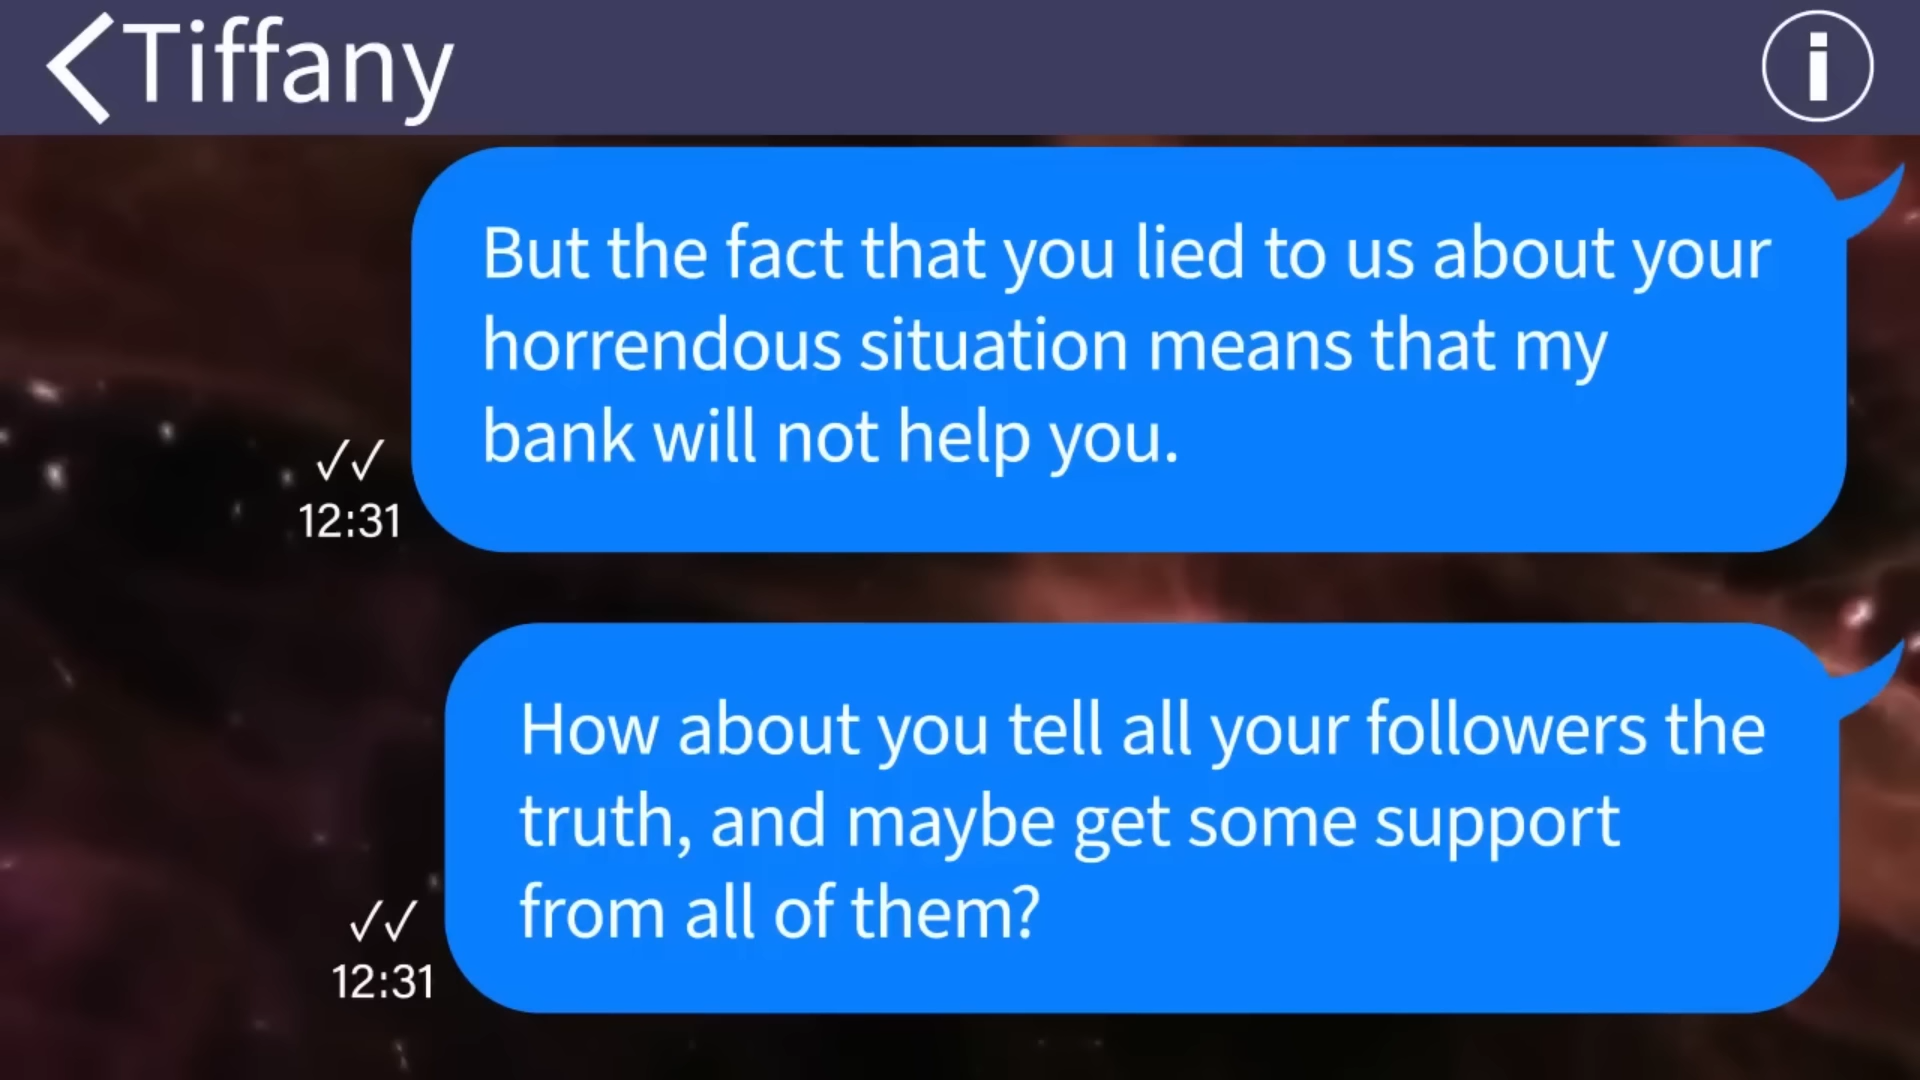 Tiffany
But the fact that you lied to us about your
horrendous situation means that my
bank will not help you.
✓✓
12:31
How about you tell all your followers the
truth, and maybe get some support
from all of them?
✓✓
12:31